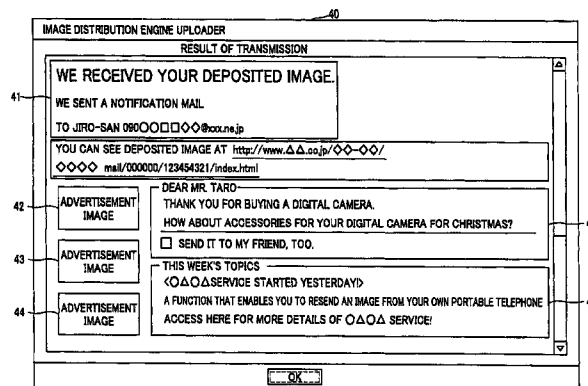 40
IMAGE DISTRIBUTION ENGINE UPLOADER
RESULT OF TRANSMISSION
41
WE RECEIVED YOUR DEPOSITED IMAGE.
WE SENT A NOTIFICATION MAIL
TO JIRO-SAN 090○○□□◇◇@xxx.ne.jp
YOU CAN SEE DEPOSITED IMAGE AT http://www.△△.co.jp/◇◇-◇◇/
◇◇◇◇ mail/000000/123454321/index.html
42
ADVERTISEMENT
IMAGE
43
ADVERTISEMENT
IMAGE
44
ADVERTISEMENT
IMAGE
DEAR MR. TARO
THANK YOU FOR BUYING A DIGITAL CAMERA.
HOW ABOUT ACCESSORIES FOR YOUR DIGITAL CAMERA FOR CHRISTMAS?
□ SEND IT TO MY FRIEND, TOO.
THIS WEEK'S TOPICS
<○△○△SERVICE STARTED YESTERDAY!>
A FUNCTION THAT ENABLES YOU TO RESEND AN IMAGE FROM YOUR OWN PORTABLE TELEPHONE
ACCESS HERE FOR MORE DETAILS OF ○△○△ SERVICE!
OK